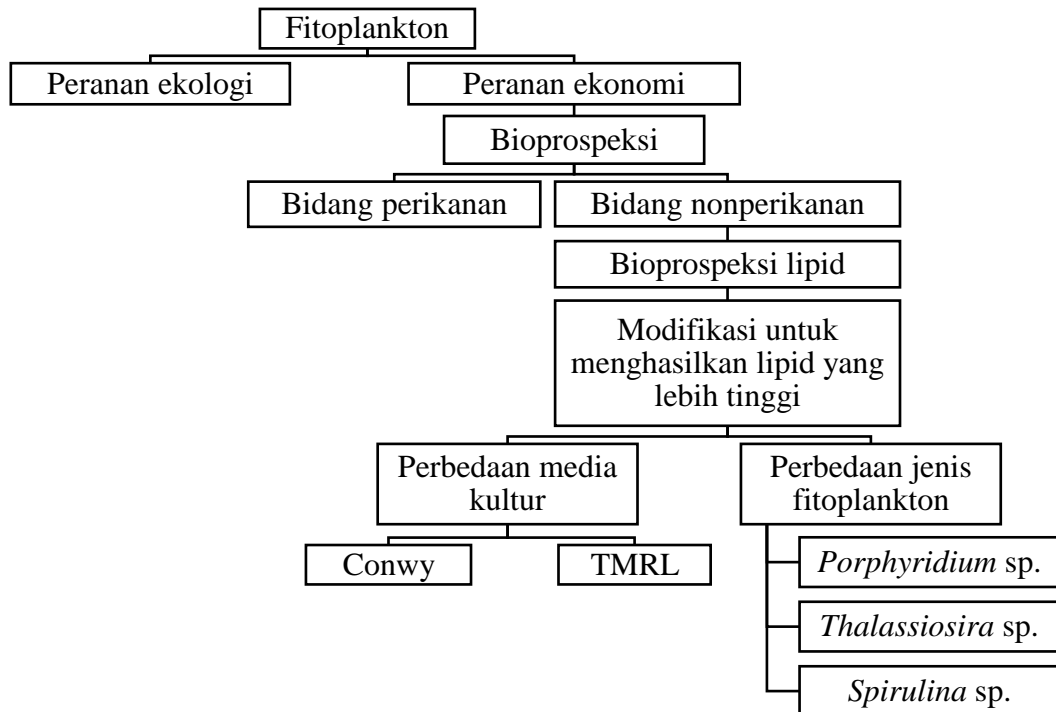 Fitoplankton
Peranan ekologi
Peranan ekonomi
Bioprospeksi
Bidang perikanan
Bidang nonperikanan
Bioprospeksi lipid
Modifikasi untuk
menghasilkan lipid yang
lebih tinggi
Perbedaan media
kultur
Perbedaan jenis
fitoplankton
Conwy
TMRL
Porphyridium sp.
Thalassiosira sp.
Spirulina sp.